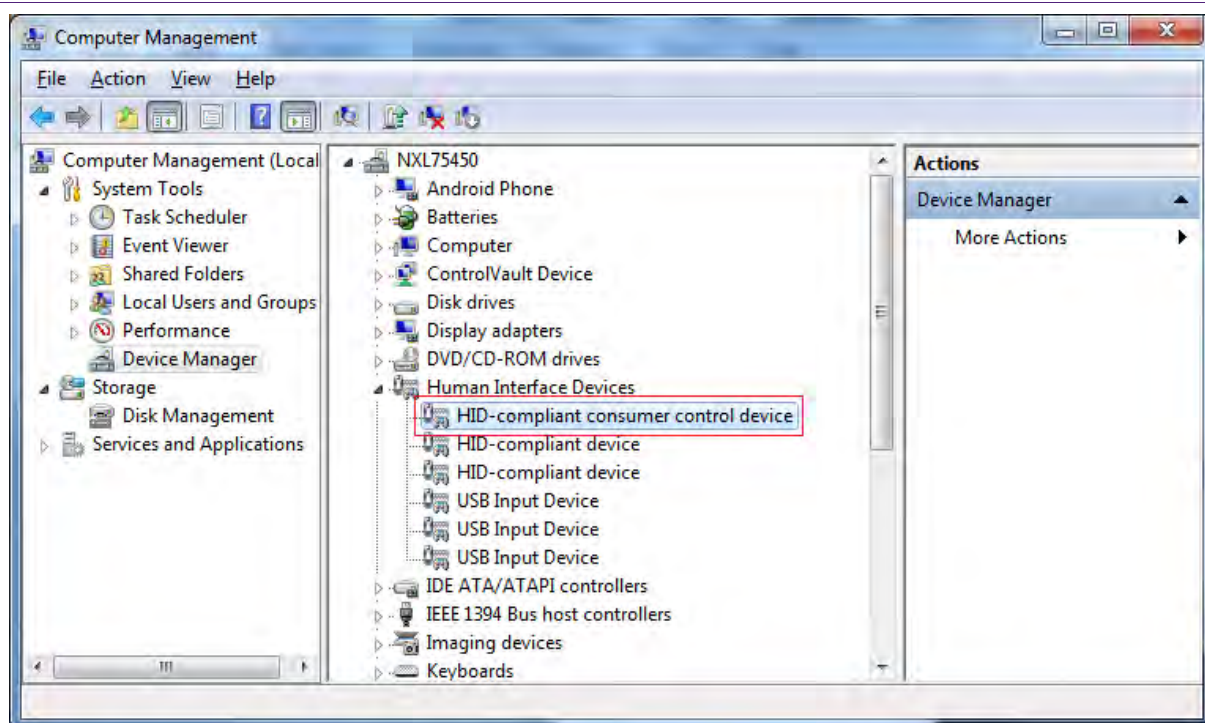 Computer Management
File Action View Help
Computer Management (Local
System Tools
Task Scheduler
Event Viewer
Shared Folders
Local Users and Groups
Performance
Device Manager
Storage
Disk Management
Services and Applications
NXL75450
Android Phone
Batteries
Computer
ControlVault Device
Disk drives
Display adapters
DVD/CD-ROM drives
Human Interface Devices
HID-compliant consumer control device
HID-compliant device
HID-compliant device
USB Input Device
USB Input Device
USB Input Device
IDE ATA/ATAPI controllers
IEEE 1394 Bus host controllers
Imaging devices
Keyboards
Actions
Device Manager
More Actions